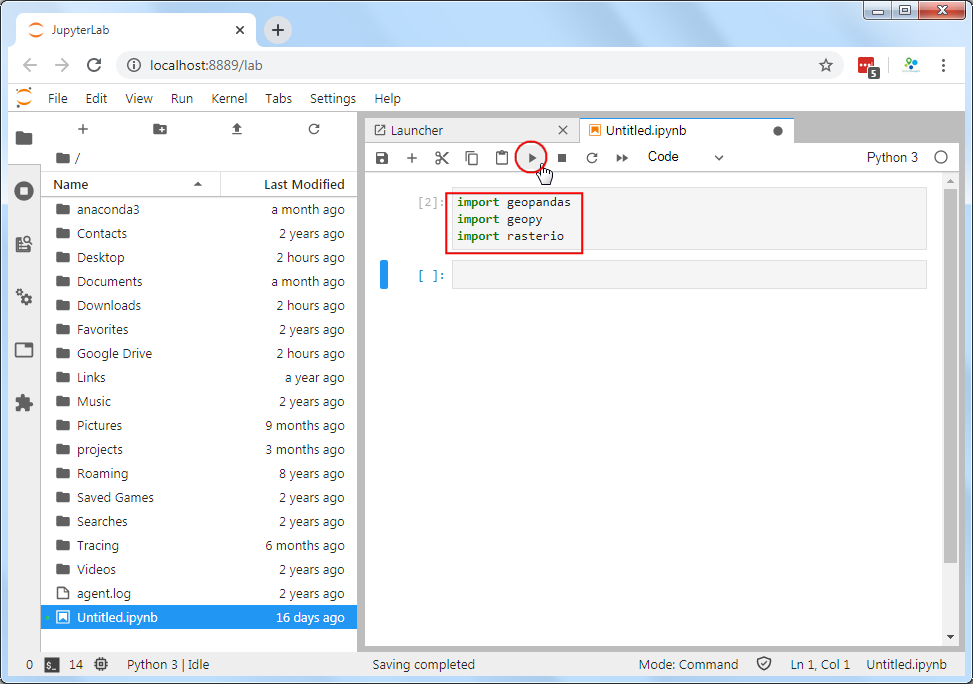 JupyterLab
localhost:8889/lab
5
File Edit View Run Kernel Tabs Settings Help
Launcher
Untitled.ipynb
/
Code
Python 3
Name Last Modified
anaconda3 a month ago
Contacts 2 years ago
Desktop 2 hours ago
Documents a month ago
Downloads 2 hours ago
Favorites 2 years ago
Google Drive 2 hours ago
Links a year ago
Music 2 years ago
Pictures 9 months ago
projects 3 months ago
Roaming 8 years ago
Saved Games 2 years ago
Searches 2 years ago
Tracing 6 months ago
Videos 2 years ago
agent.log 2 years ago
Untitled.ipynb 16 days ago
[2]: import geopandas
import geopy
import rasterio
[ ]:
0 $_ 14 Python 3 | Idle Saving completed Mode: Command Ln 1, Col 1 Untitled.ipynb